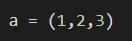 a = (1,2,3)